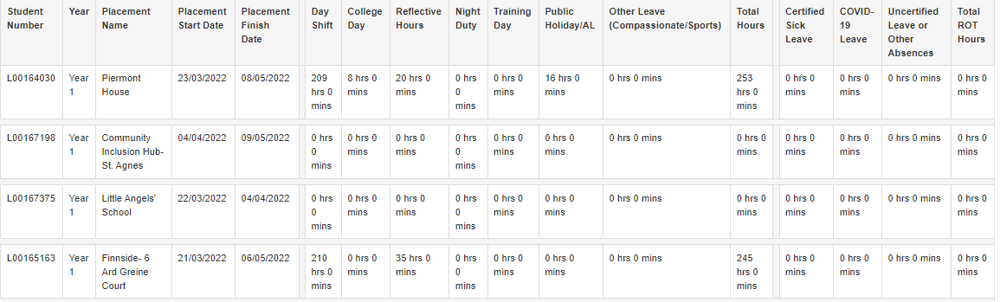 Student Number | Year | Placement Name | Placement Start Date | Placement Finish Date | Day Shift | College Day | Reflective Hours | Night Duty | Training Day | Public Holiday/AL | Other Leave (Compassionate/Sports) | Total Hours | Certified Sick Leave | COVID-19 Leave | Uncertified Leave or Other Absences | Total ROT Hours
L00164030 | Year 1 | Piermont House | 23/03/2022 | 08/05/2022 | 209 hrs 0 mins | 8 hrs 0 mins | 20 hrs 0 mins | 0 hrs 0 mins | 0 hrs 0 mins | 16 hrs 0 mins | 0 hrs 0 mins | 253 hrs 0 mins | 0 hrs 0 mins | 0 hrs 0 mins | 0 hrs 0 mins | 0 hrs 0 mins
L00167198 | Year 1 | Community Inclusion Hub- St. Agnes | 04/04/2022 | 09/05/2022 | 0 hrs 0 mins | 0 hrs 0 mins | 0 hrs 0 mins | 0 hrs 0 mins | 0 hrs 0 mins | 0 hrs 0 mins | 0 hrs 0 mins | 0 hrs 0 mins | 0 hrs 0 mins | 0 hrs 0 mins | 0 hrs 0 mins | 0 hrs 0 mins
L00167375 | Year 1 | Little Angels' School | 22/03/2022 | 04/04/2022 | 0 hrs 0 mins | 0 hrs 0 mins | 0 hrs 0 mins | 0 hrs 0 mins | 0 hrs 0 mins | 0 hrs 0 mins | 0 hrs 0 mins | 0 hrs 0 mins | 0 hrs 0 mins | 0 hrs 0 mins | 0 hrs 0 mins | 0 hrs 0 mins
L00165163 | Year 1 | Finnside- 6 Ard Greine Court | 21/03/2022 | 06/05/2022 | 210 hrs 0 mins | 0 hrs 0 mins | 35 hrs 0 mins | 0 hrs 0 mins | 0 hrs 0 mins | 0 hrs 0 mins | 0 hrs 0 mins | 245 hrs 0 mins | 0 hrs 0 mins | 0 hrs 0 mins | 0 hrs 0 mins | 0 hrs 0 mins